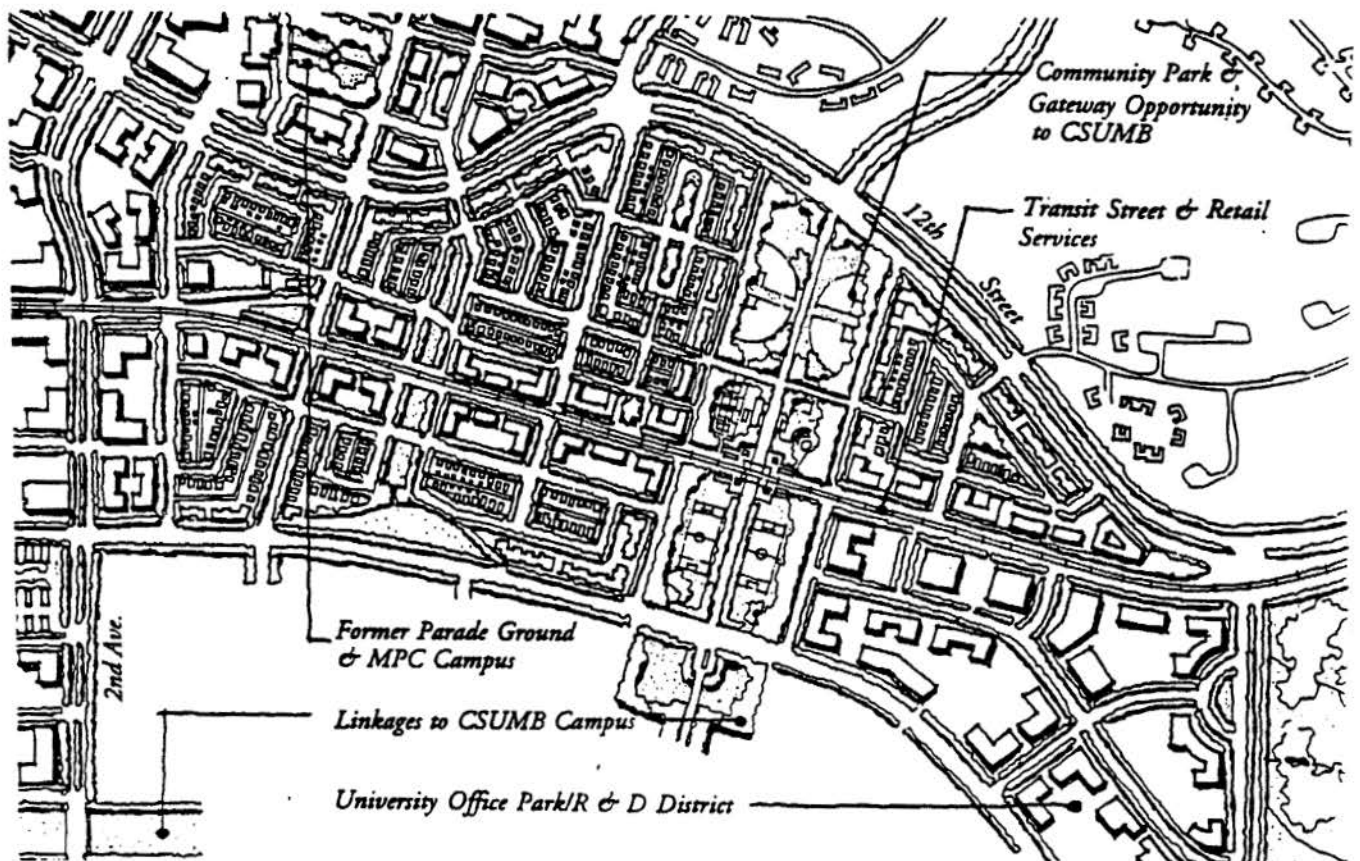 Community Park &
Gateway Opportunity
to CSUMB
Transit Street & Retail
Services
12th
Street
Former Parade Ground
& MPC Campus
2nd Ave.
Linkages to CSUMB Campus
University Office Park/R & D District